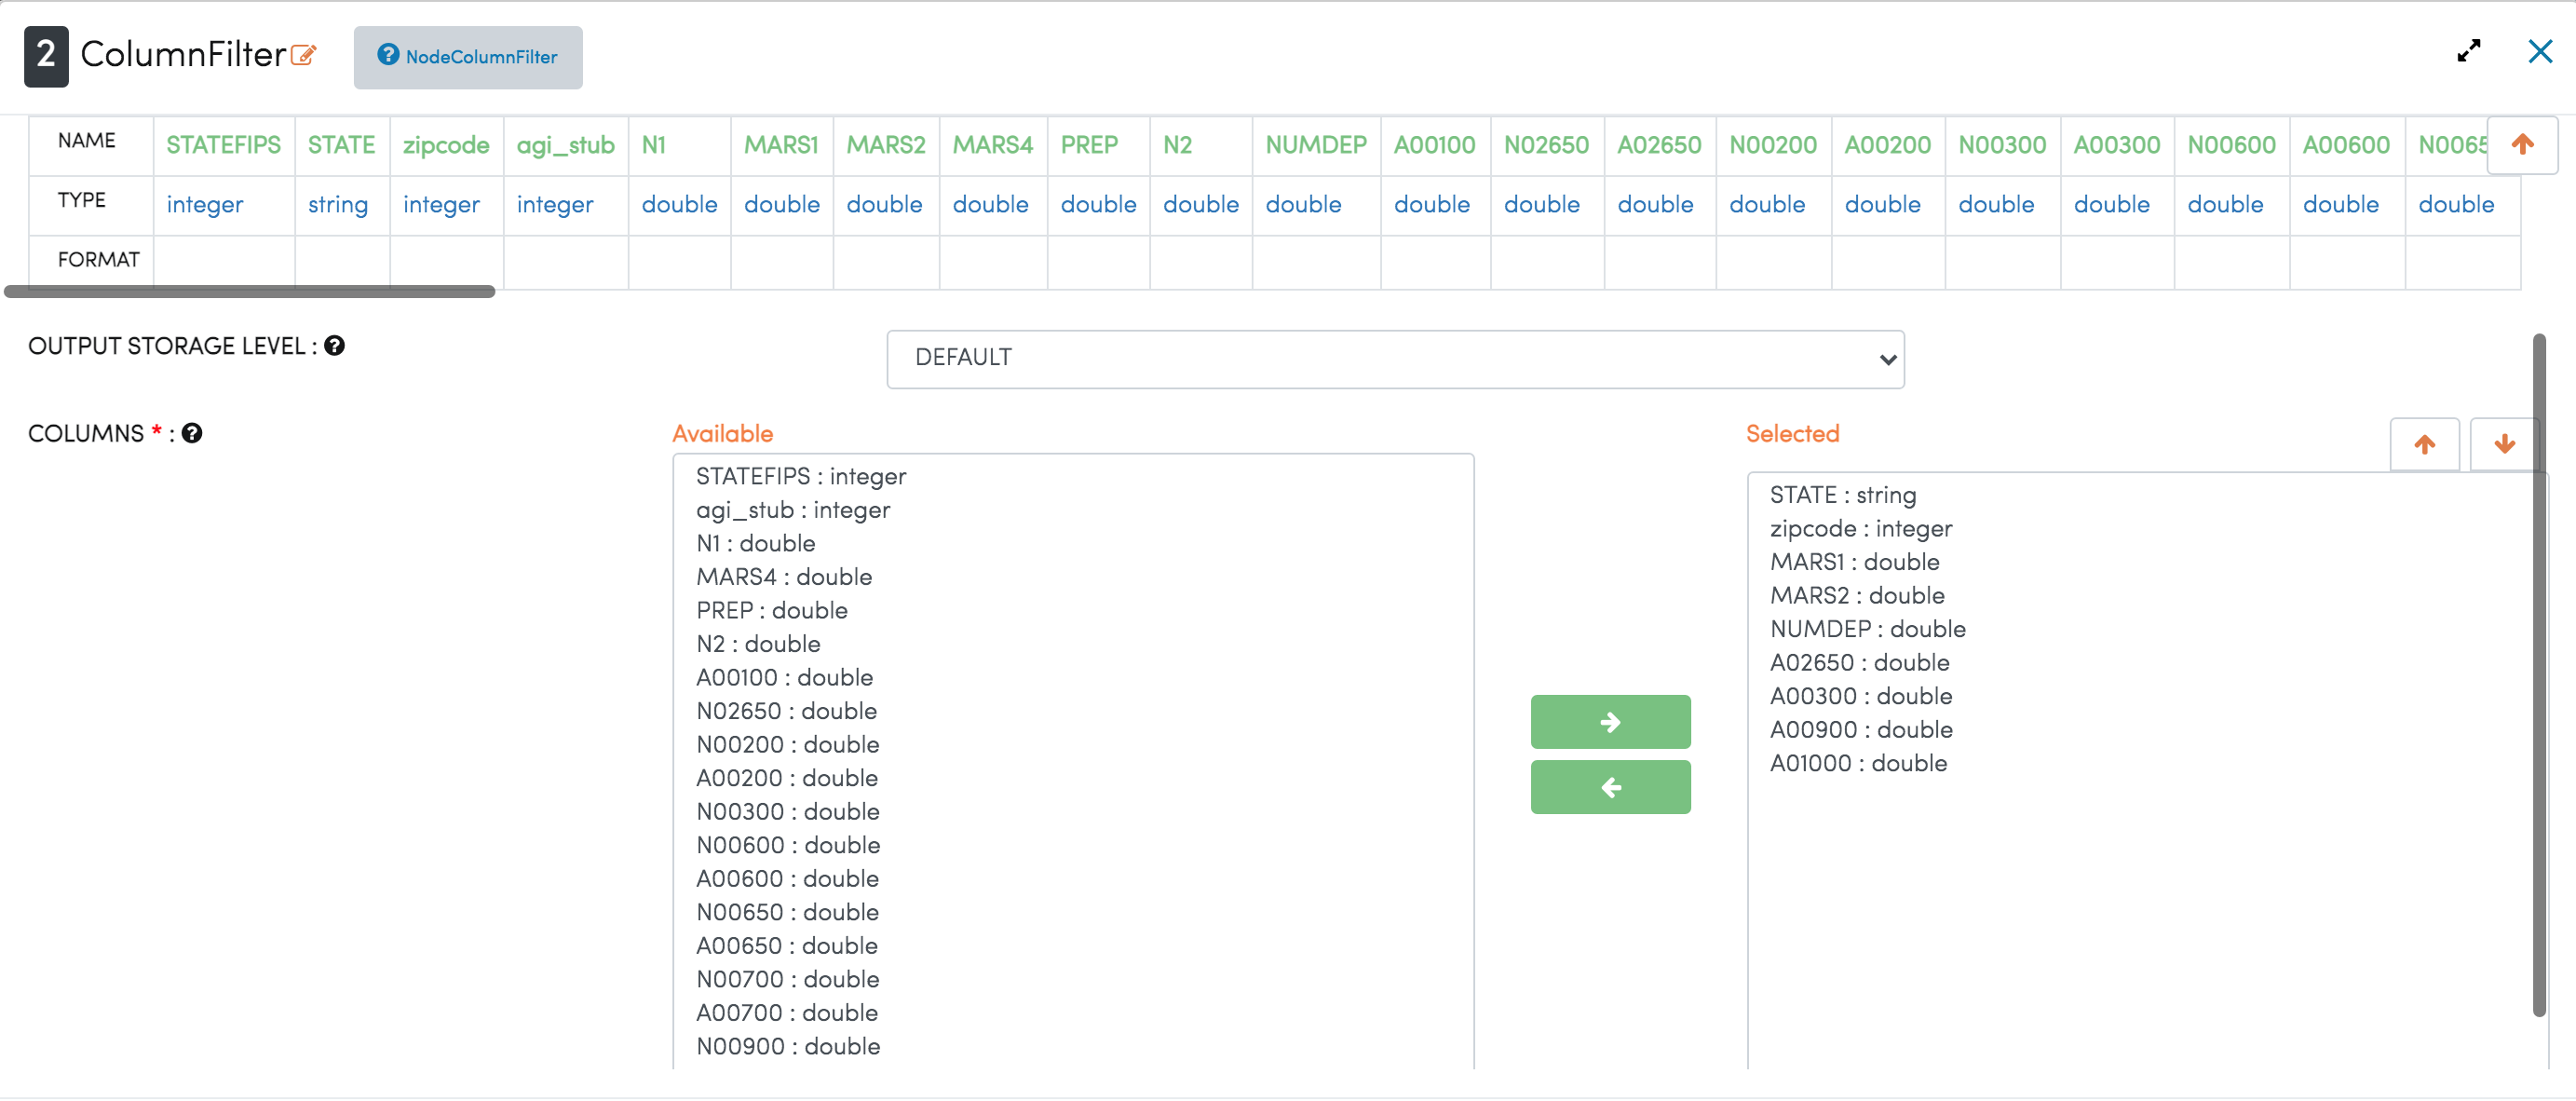 2 ColumnFilter NodeColumnFilter
NAME STATEFIPS STATE zipcode agi_stub N1 MARS1 MARS2 MARS4 PREP N2 NUMDEP A00100 N02650 A02650 N00200 A00200 N00300 A00300 N00600 A00600 N0065
TYPE integer string integer integer double double double double double double double double double double double double double double double double double
FORMAT
OUTPUT STORAGE LEVEL : ?
DEFAULT
COLUMNS * : ?
Available
STATEFIPS : integer
agi_stub : integer
N1 : double
MARS4 : double
PREP : double
N2 : double
A00100 : double
N02650 : double
N00200 : double
A00200 : double
N00300 : double
N00600 : double
A00600 : double
N00650 : double
A00650 : double
N00700 : double
A00700 : double
N00900 : double
Selected
STATE : string
zipcode : integer
MARS1 : double
MARS2 : double
NUMDEP : double
A02650 : double
A00300 : double
A00900 : double
A01000 : double